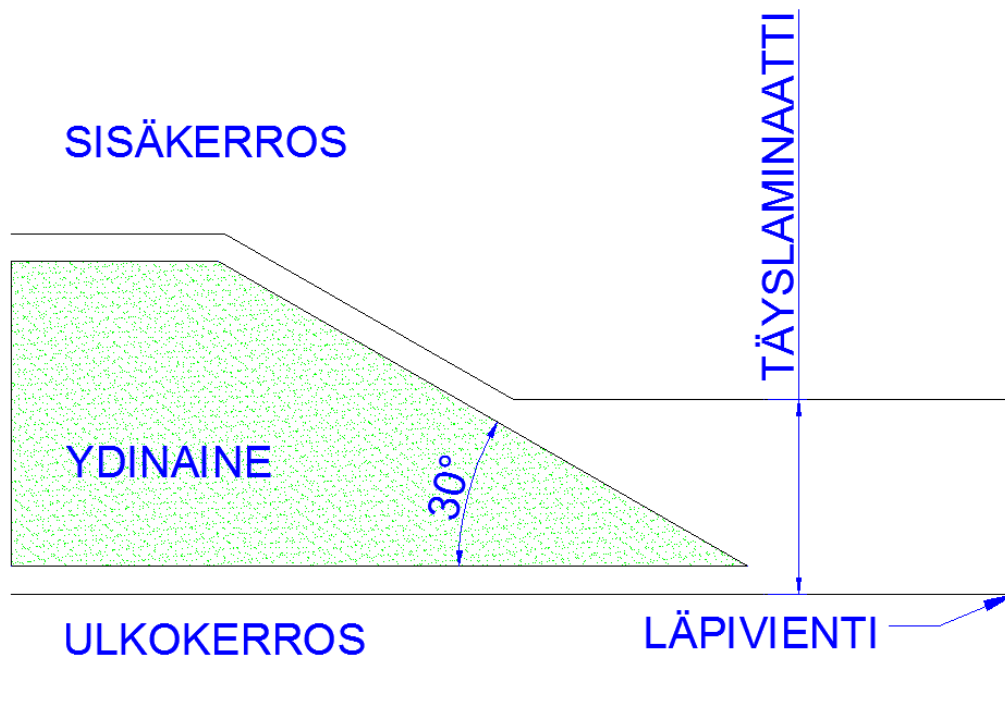 SISÄKERROS
TÄYSLAMINAATTI
YDINAINE
30°
ULKOKERROS
LÄPIVIENTI